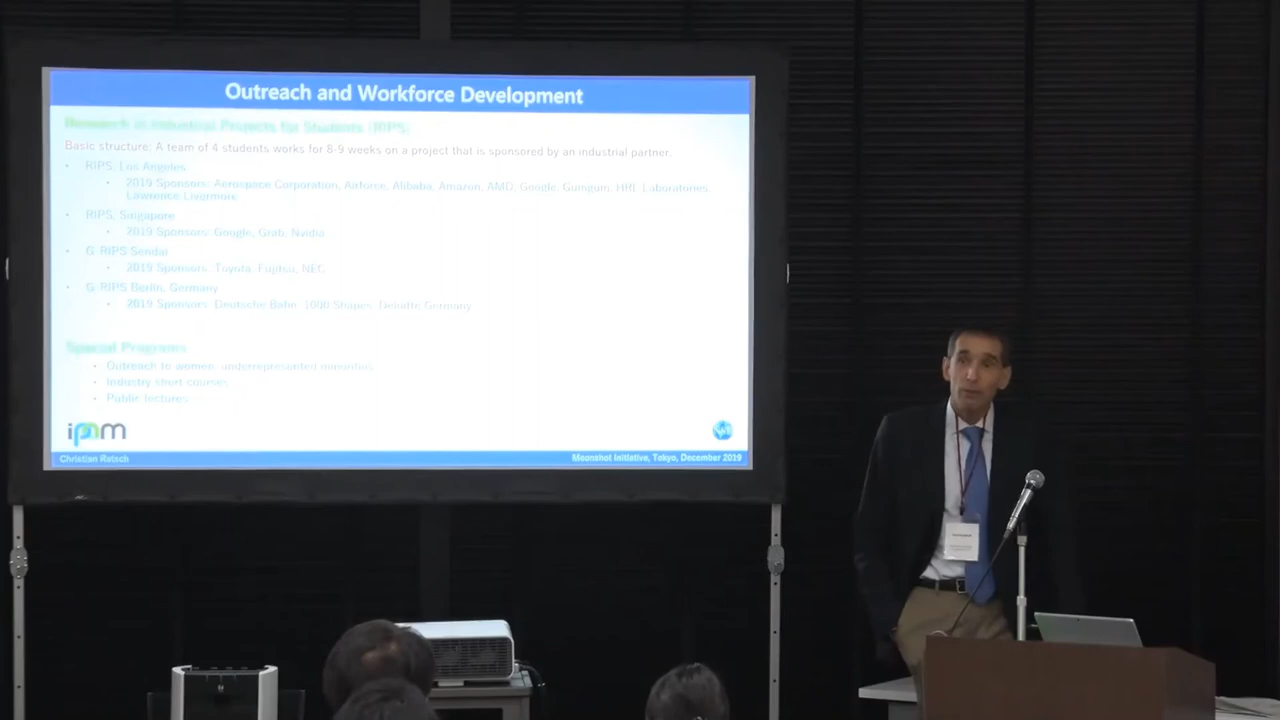 Outreach and Workforce Development
Research in Industrial Projects for Students (RIPS)
Basic structure: A team of 4 students works for 8-9 weeks on a project that is sponsored by an industrial partner.
• RIPS, Los Angeles
• 2019 Sponsors: Aerospace Corporation, Airforce, Alibaba, Amazon, AMD, Google, Gumgum, HRL Laboratories,
Lawrence Livermore
• RIPS, Singapore
• 2019 Sponsors: Google, Grab, Nvidia
• G-RIPS Sendai
• 2019 Sponsors: Toyota, Fujitsu, NEC
• G-RIPS Berlin, Germany
• 2019 Sponsors: Deutsche Bahn, 1000 Shapes, Deloitte Germany
Special Programs
• Outreach to women, underrepresented minorities
• Industry short courses
• Public lectures
ipam
Christian Ratsch
Moonshot Initiative, Tokyo, December 2019